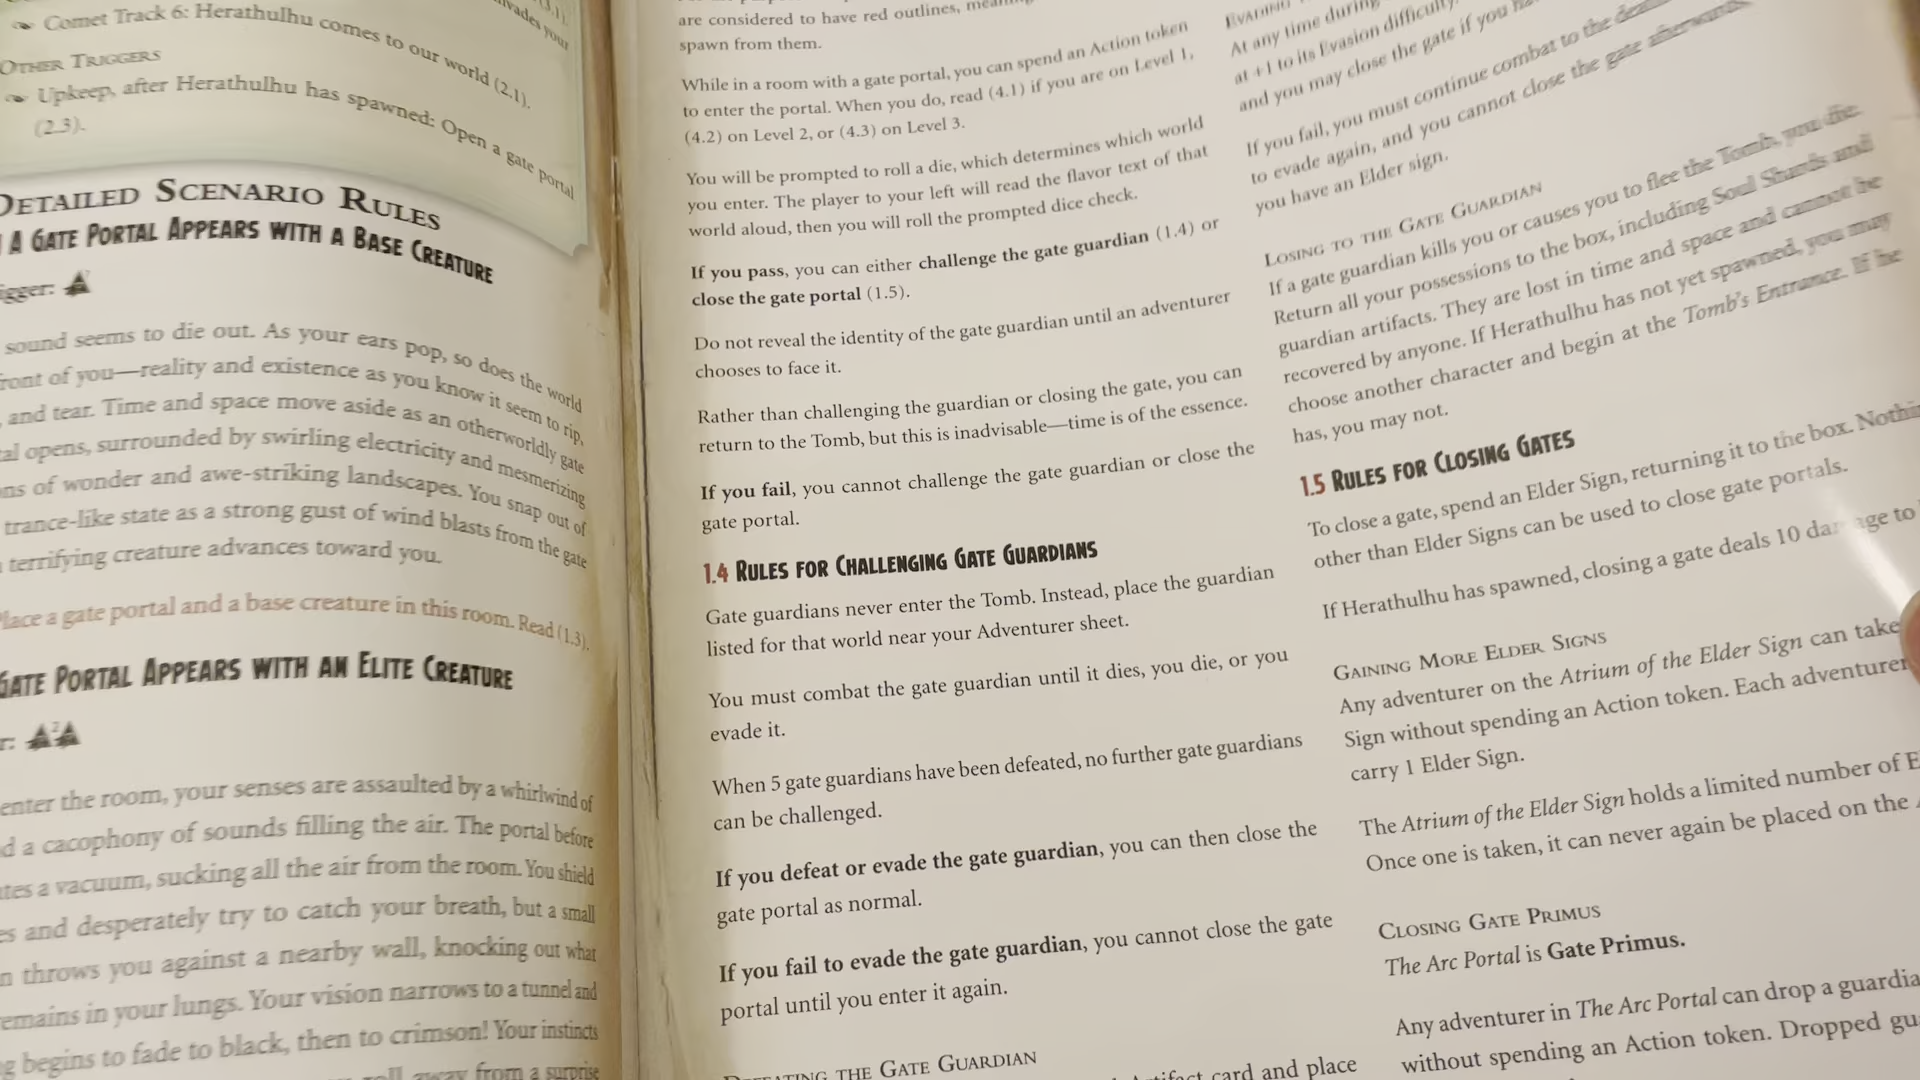 Comet Track 6: Herathulhu comes to our world (2.1).
OTHER TRIGGERS
Upkeep, after Herathulhu has spawned: Open a gate portal
(2.3).
DETAILED SCENARIO RULES
A GATE PORTAL APPEARS WITH A BASE CREATURE
sound seems to die out. As your ears pop, so does the world
front of you—reality and existence as you know it seem to rip,
and tear. Time and space move aside as an otherworldly gate
opens, surrounded by swirling electricity and mesmerizing
of wonder and awe-striking landscapes. You snap out of
trance-like state as a strong gust of wind blasts from the gate
terrifying creature advances toward you.
Place a gate portal and a base creature in this room. Read (1.3).
GATE PORTAL APPEARS WITH AN ELITE CREATURE
enter the room, your senses are assaulted by a whirlwind of
a cacophony of sounds filling the air. The portal before
a vacuum, sucking all the air from the room. You shield
and desperately try to catch your breath, but a small
throws you against a nearby wall, knocking out what
remains in your lungs. Your vision narrows to a tunnel and
begins to fade to black, then to crimson! Your instincts
roll away from a surprise
are considered to have red outlines,
spawn from them.
While in a room with a gate portal, you can spend an Action token
to enter the portal. When you do, read (4.1) if you are on Level 1,
(4.2) on Level 2, or (4.3) on Level 3.
You will be prompted to roll a die, which determines which world
you enter. The player to your left will read the flavor text of that
world aloud, then you will roll the prompted dice check.
If you pass, you can either challenge the gate guardian (1.4) or
close the gate portal (1.5).
Do not reveal the identity of the gate guardian until an adventurer
chooses to face it.
Rather than challenging the guardian or closing the gate, you can
return to the Tomb, but this is inadvisable—time is of the essence.
If you fail, you cannot challenge the gate guardian or close the
gate portal.
1.4 RULES FOR CHALLENGING GATE GUARDIANS
Gate guardians never enter the Tomb. Instead, place the guardian
listed for that world near your Adventurer sheet.
You must combat the gate guardian until it dies, you die, or you
evade it.
When 5 gate guardians have been defeated, no further gate guardians
can be challenged.
If you defeat or evade the gate guardian, you can then close the
gate portal as normal.
If you fail to evade the gate guardian, you cannot close the gate
portal until you enter it again.
THE GATE GUARDIAN
Artifact card and place
EVADING
At any time during
at +1 to its Evasion difficulty.
and you may close the gate if you
If you fail, you must continue combat to the death
to evade again, and you cannot close the gate afterwards
you have an Elder sign.
LOSING TO THE GATE GUARDIAN
If a gate guardian kills you or causes you to flee the Tomb, you die.
Return all your possessions to the box, including Soul Shards and
guardian artifacts. They are lost in time and space and cannot be
recovered by anyone. If Herathulhu has not yet spawned, you may
choose another character and begin at the Tomb's Entrance. If he
has, you may not.
1.5 RULES FOR CLOSING GATES
To close a gate, spend an Elder Sign, returning it to the box.
other than Elder Signs can be used to close gate portals.
If Herathulhu has spawned, closing a gate deals 10 damage to
GAINING MORE ELDER SIGNS
Any adventurer on the Atrium of the Elder Sign can take
Sign without spending an Action token. Each adventurer
carry 1 Elder Sign.
The Atrium of the Elder Sign holds a limited number of
Once one is taken, it can never again be placed on the
CLOSING GATE PRIMUS
The Arc Portal is Gate Primus.
Any adventurer in The Arc Portal can drop a
without spending an Action token. Dropped